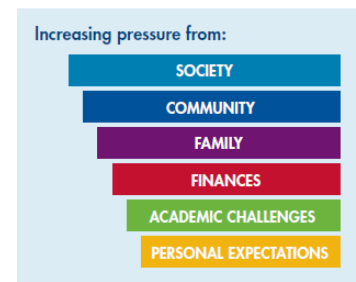 Increasing pressure from:
SOCIETY
COMMUNITY
FAMILY
FINANCES
ACADEMIC CHALLENGES
PERSONAL EXPECTATIONS